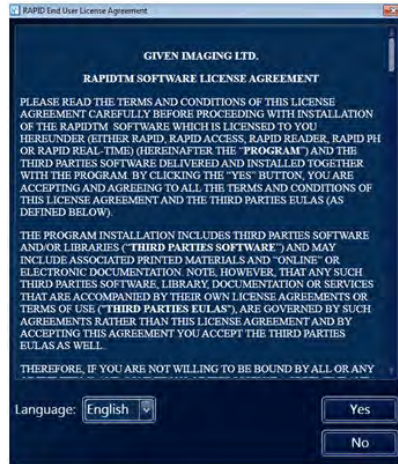 RAPID End User License Agreement
GIVEN IMAGING LTD.
RAPIDTM SOFTWARE LICENSE AGREEMENT
PLEASE READ THE TERMS AND CONDITIONS OF THIS LICENSE
AGREEMENT CAREFULLY BEFORE PROCEEDING WITH INSTALLATION
OF THE RAPIDTM SOFTWARE WHICH IS LICENSED TO YOU
HEREUNDER (EITHER RAPID, RAPID ACCESS, RAPID READER, RAPID PH
OR RAPID REAL-TIME) (HEREINAFTER THE "PROGRAM") AND THE
THIRD PARTIES SOFTWARE DELIVERED AND INSTALLED TOGETHER
WITH THE PROGRAM. BY CLICKING THE "YES" BUTTON, YOU ARE
ACCEPTING AND AGREEING TO ALL THE TERMS AND CONDITIONS OF
THIS LICENSE AGREEMENT AND THE THIRD PARTIES EULAS (AS
DEFINED BELOW).
THE PROGRAM INSTALLATION INCLUDES THIRD PARTIES SOFTWARE
AND/OR LIBRARIES ("THIRD PARTIES SOFTWARE") AND MAY
INCLUDE ASSOCIATED PRINTED MATERIALS AND "ONLINE" OR
ELECTRONIC DOCUMENTATION. NOTE, HOWEVER, THAT ANY SUCH
THIRD PARTIES SOFTWARE, LIBRARY, DOCUMENTATION OR SERVICES
THAT ARE ACCOMPANIED BY THEIR OWN LICENSE AGREEMENTS OR
TERMS OF USE ("THIRD PARTIES EULAS"), ARE GOVERNED BY SUCH
AGREEMENTS RATHER THAN THIS LICENSE AGREEMENT AND BY
ACCEPTING THIS AGREEMENT YOU ACCEPT THE THIRD PARTIES
EULAS AS WELL.
THEREFORE, IF YOU ARE NOT WILLING TO BE BOUND BY ALL OR ANY
Language: English
Yes
No